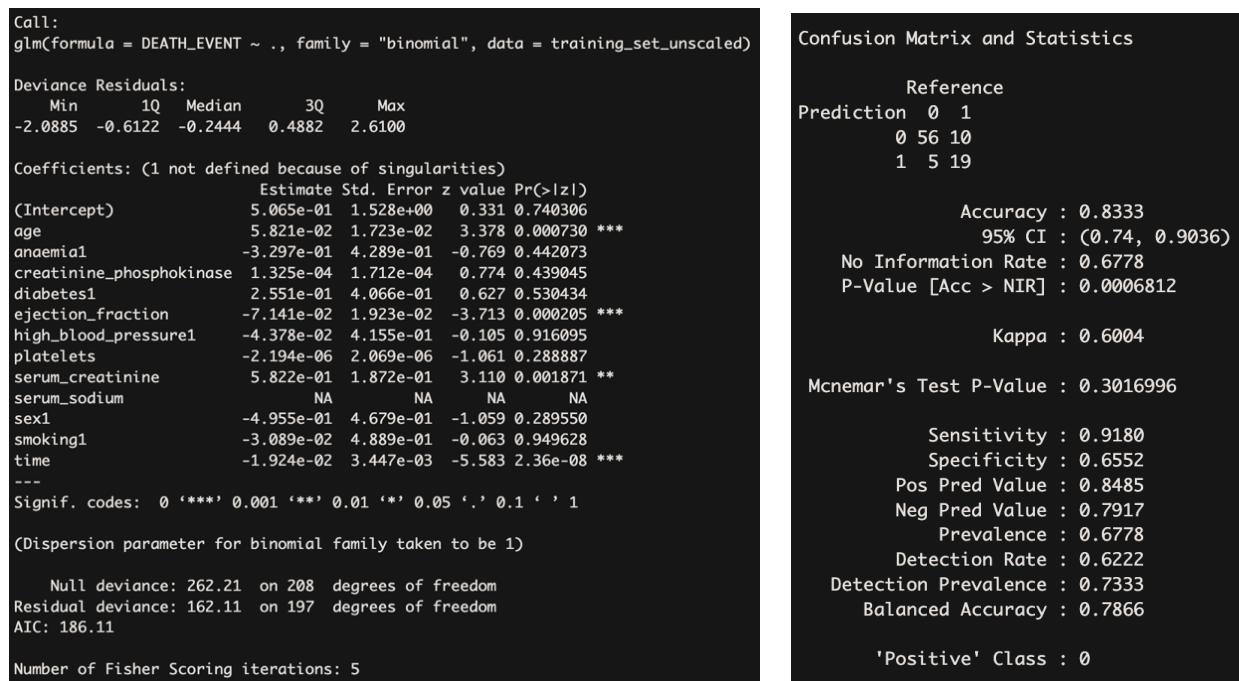 Call:
glm(formula = DEATH_EVENT ~ ., family = "binomial", data = training_set_unscaled)
Deviance Residuals:
Min 1Q Median 3Q Max
-2.0885 -0.6122 -0.2444 0.4882 2.6100
Coefficients: (1 not defined because of singularities)
Estimate Std. Error z value Pr(>|z|)
(Intercept) 5.065e-01 1.528e+00 0.331 0.740306
age 5.821e-02 1.723e-02 3.378 0.000730 ***
anaemia1 -3.297e-01 4.289e-01 -0.769 0.442073
creatinine_phosphokinase 1.325e-04 1.712e-04 0.774 0.439045
diabetes1 2.551e-01 4.066e-01 0.627 0.530434
ejection_fraction -7.141e-02 1.923e-02 -3.713 0.000205 ***
high_blood_pressure1 -4.378e-02 4.155e-01 -0.105 0.916095
platelets -2.194e-06 2.069e-06 -1.061 0.288887
serum_creatinine 5.822e-01 1.872e-01 3.110 0.001871 **
serum_sodium NA NA NA NA
sex1 -4.955e-01 4.679e-01 -1.059 0.289550
smoking1 -3.089e-02 4.889e-01 -0.063 0.949628
time -1.924e-02 3.447e-03 -5.583 2.36e-08 ***
---
Signif. codes: 0 ‘***’ 0.001 ‘**’ 0.01 ‘*’ 0.05 ‘.’ 0.1 ‘ ’ 1
(Dispersion parameter for binomial family taken to be 1)
Null deviance: 262.21 on 208 degrees of freedom
Residual deviance: 162.11 on 197 degrees of freedom
AIC: 186.11
Number of Fisher Scoring iterations: 5
Confusion Matrix and Statistics
Reference
Prediction 0 1
0 56 10
1 5 19
Accuracy : 0.8333
95% CI : (0.74, 0.9036)
No Information Rate : 0.6778
P-Value [Acc > NIR] : 0.0006812
Kappa : 0.6004
Mcnemar's Test P-Value : 0.3016996
Sensitivity : 0.9180
Specificity : 0.6552
Pos Pred Value : 0.8485
Neg Pred Value : 0.7917
Prevalence : 0.6778
Detection Rate : 0.6222
Detection Prevalence : 0.7333
Balanced Accuracy : 0.7866
'Positive' Class : 0